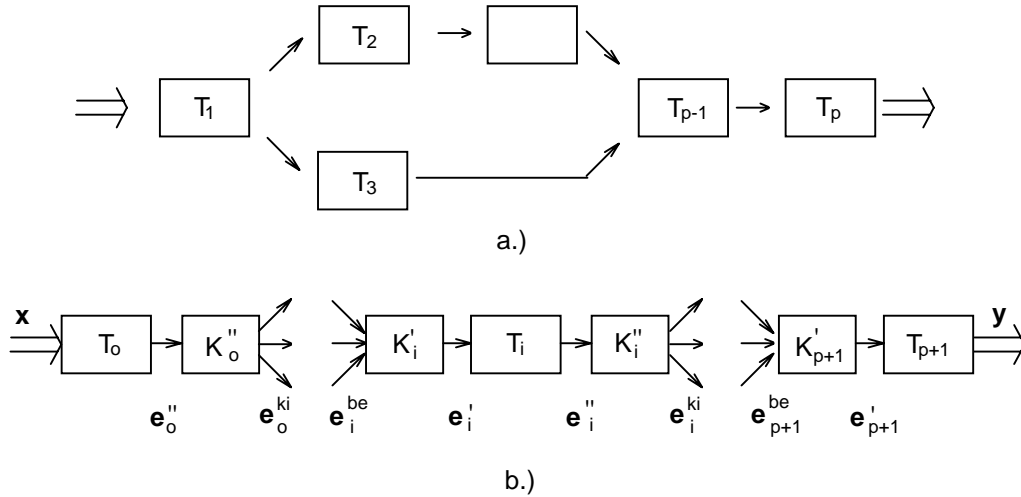 T2
T1
Tp-1
Tp
T3
a.)
x
y
To
K''o
K'i
Ti
K''i
K'p+1
Tp+1
e''o
e ki o
e be i
e'i
e''i
e ki i
e be p+1
e'p+1
b.)